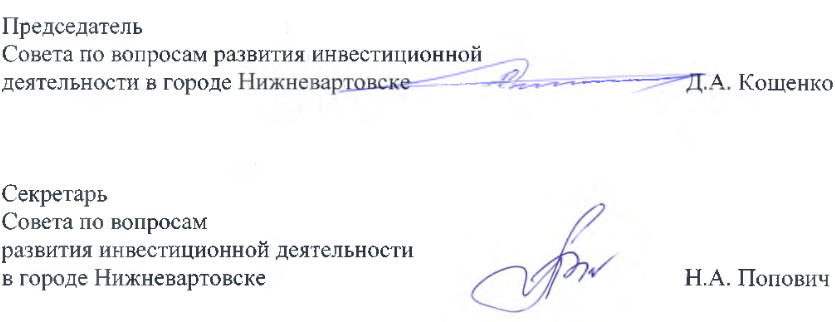 Председатель
Совета по вопросам развития инвестиционной
деятельности в городе Нижневартовске Д.А. Кощенко
Секретарь
Совета по вопросам
развития инвестиционной деятельности
в городе Нижневартовске Н.А. Попович